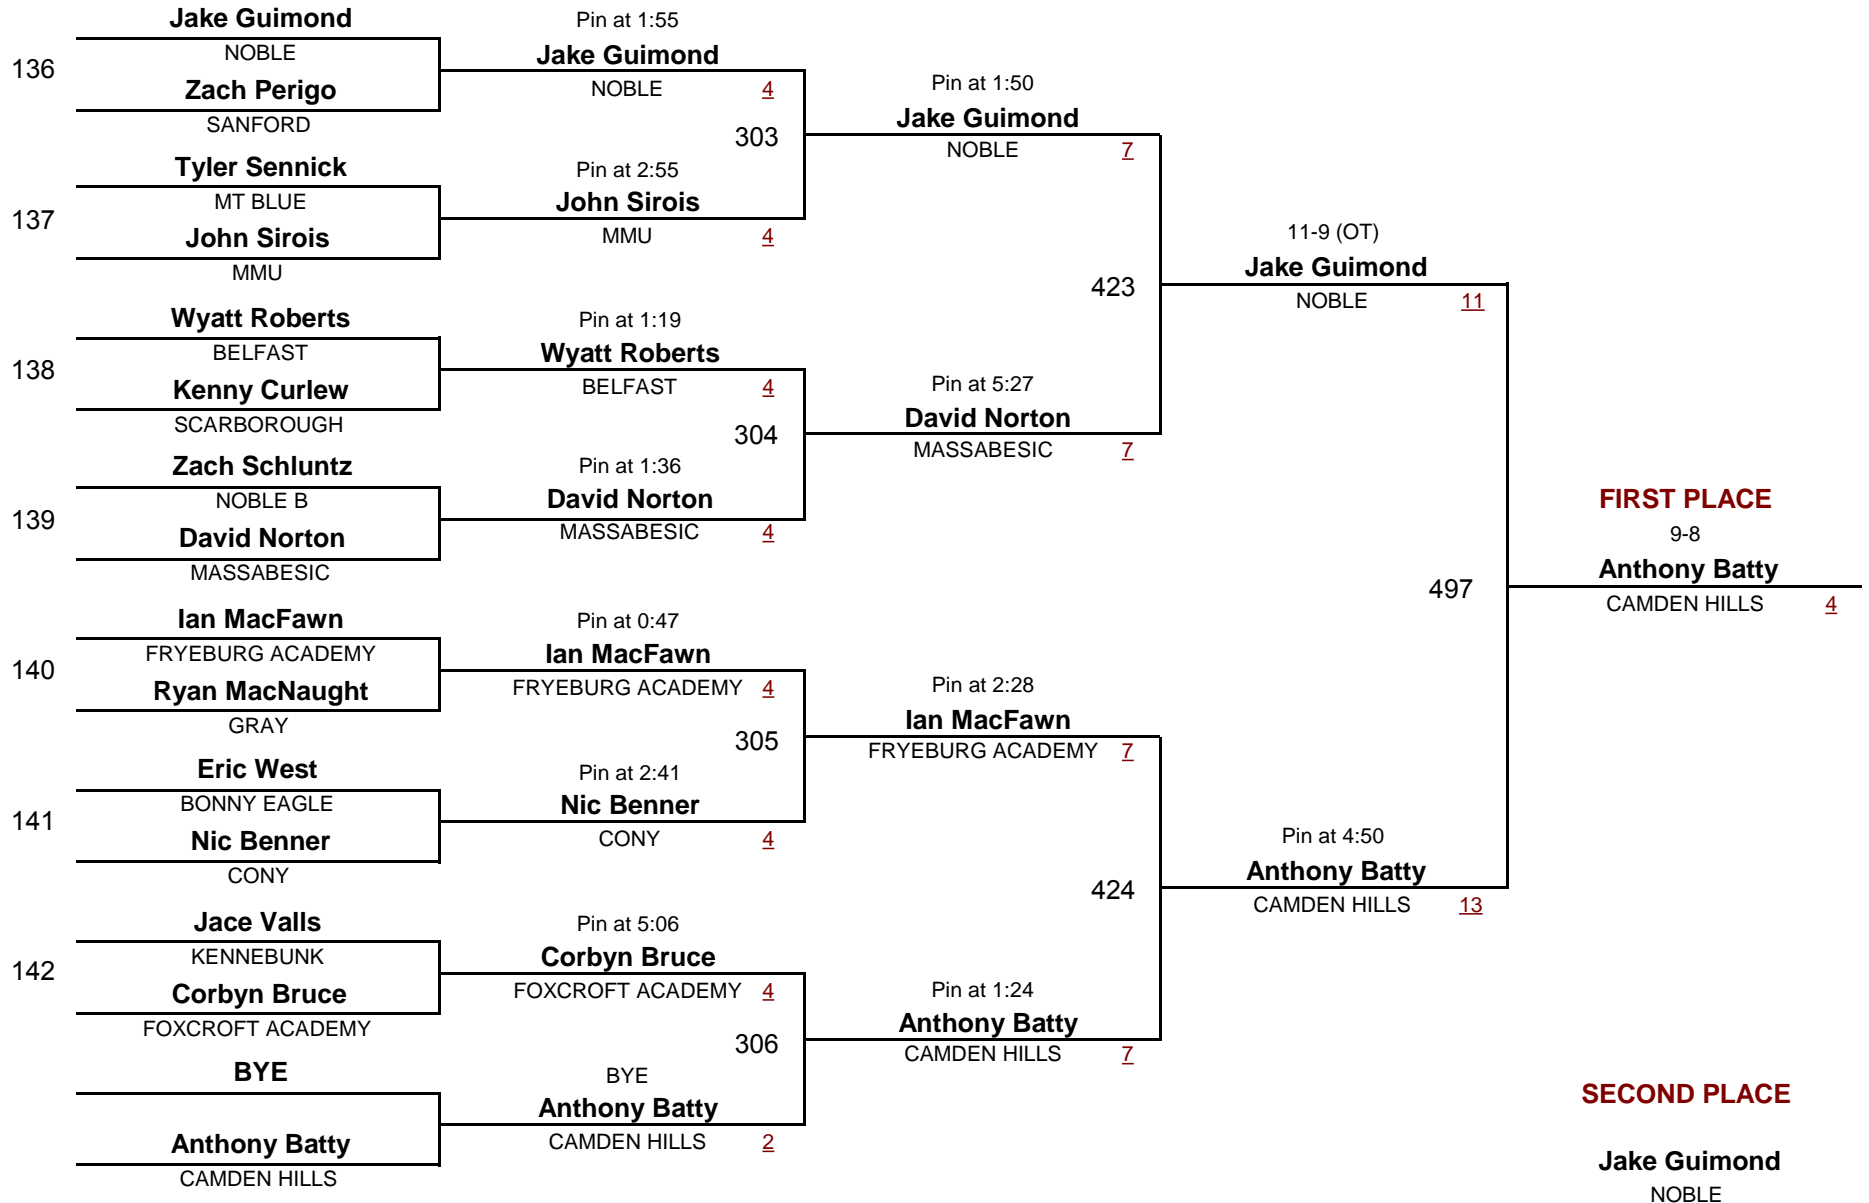 Jake Guimond
136
NOBLE
Zach Perigo
SANFORD
Tyler Sennick
137
MT BLUE
John Sirois
MMU
Wyatt Roberts
138
BELFAST
Kenny Curlew
SCARBOROUGH
Zach Schluntz
139
NOBLE B
David Norton
MASSABESIC
Ian MacFawn
140
FRYEBURG ACADEMY
Ryan MacNaught
GRAY
Eric West
141
BONNY EAGLE
Nic Benner
CONY
Jace Valls
142
KENNEBUNK
Corbyn Bruce
FOXCROFT ACADEMY
BYE
Anthony Batty
CAMDEN HILLS
Pin at 1:55
Jake Guimond
NOBLE 4
303
Pin at 2:55
John Sirois
MMU 4
Pin at 1:19
Wyatt Roberts
BELFAST 4
304
Pin at 1:36
David Norton
MASSABESIC 4
Pin at 0:47
Ian MacFawn
FRYEBURG ACADEMY 4
305
Pin at 2:41
Nic Benner
CONY 4
Pin at 5:06
Corbyn Bruce
FOXCROFT ACADEMY 4
306
BYE
Anthony Batty
CAMDEN HILLS 2
Pin at 1:50
Jake Guimond
NOBLE 7
423
Pin at 5:27
David Norton
MASSABESIC 7
Pin at 2:28
Ian MacFawn
FRYEBURG ACADEMY 7
424
Pin at 1:24
Anthony Batty
CAMDEN HILLS 7
11-9 (OT)
Jake Guimond
NOBLE 11
497
Pin at 4:50
Anthony Batty
CAMDEN HILLS 13
FIRST PLACE
9-8
Anthony Batty
CAMDEN HILLS 4
SECOND PLACE
Jake Guimond
NOBLE